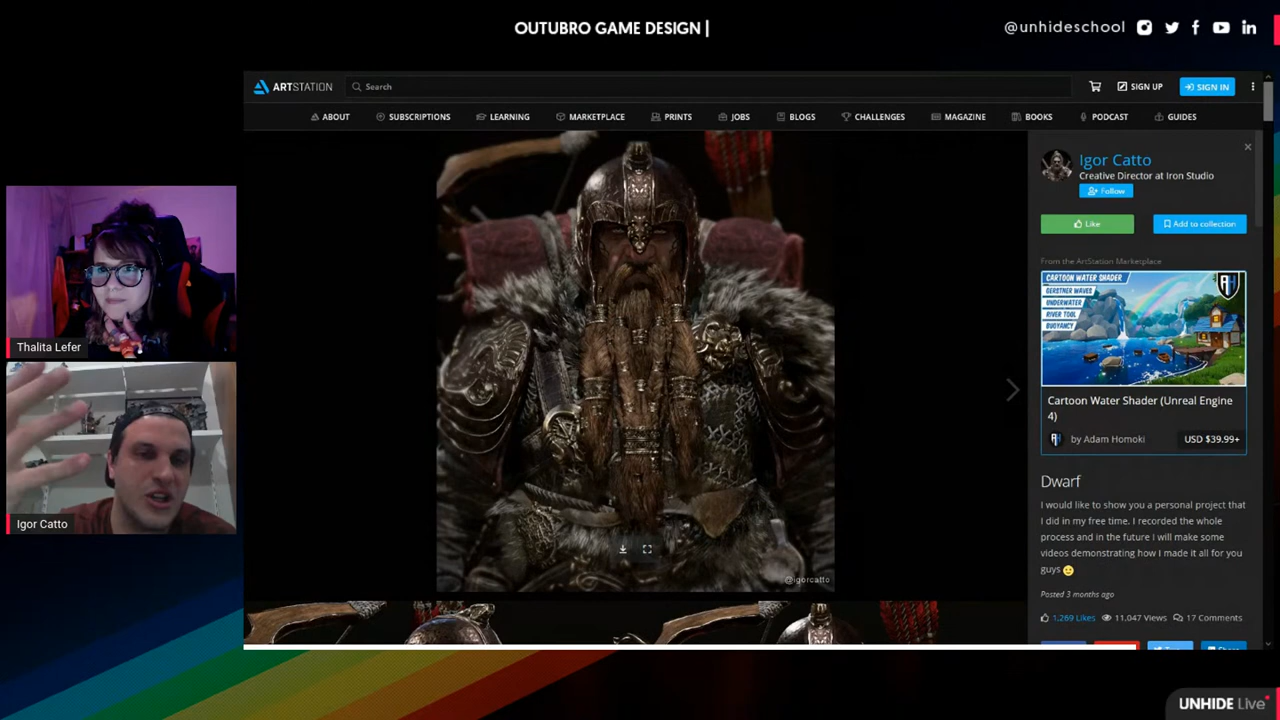 OUTUBRO GAME DESIGN |
@unhideschool
ARTSTATION
Search
SIGN UP
SIGN IN
ABOUT
SUBSCRIPTIONS
LEARNING
MARKETPLACE
PRINTS
JOBS
BLOGS
CHALLENGES
MAGAZINE
BOOKS
PODCAST
GUIDES
Igor Catto
Creative Director at Iron Studio
Follow
Like
Add to collection
From the ArtStation Marketplace
CARTOON WATER SHADER
GERSTNER WAVES
UNDERWATER
RIVER TOOL
BUOYANCY
Cartoon Water Shader (Unreal Engine
4)
by Adam Homoki
USD $39.99+
Dwarf
I would like to show you a personal project that
I did in my free time. I recorded the whole
process and in the future I will make some
videos demonstrating how I made it all for you
guys 🙂
Posted 3 months ago
1,269 Likes
11,047 Views
17 Comments
@igorcatto
Thalita Lefer
Igor Catto
UNHIDE Live